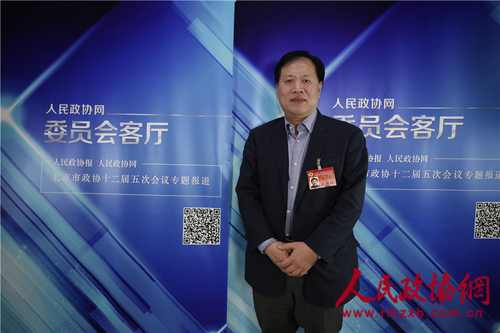 人民政协网
委员会客厅
人民政协报 人民政协网
北京市政协十二届五次会议专题报道
人民政协网
委员会客厅
人民政协报 人民政协网
市政协十二届五次会议专题报道
人民政协網
www.rmzxb.com.cn